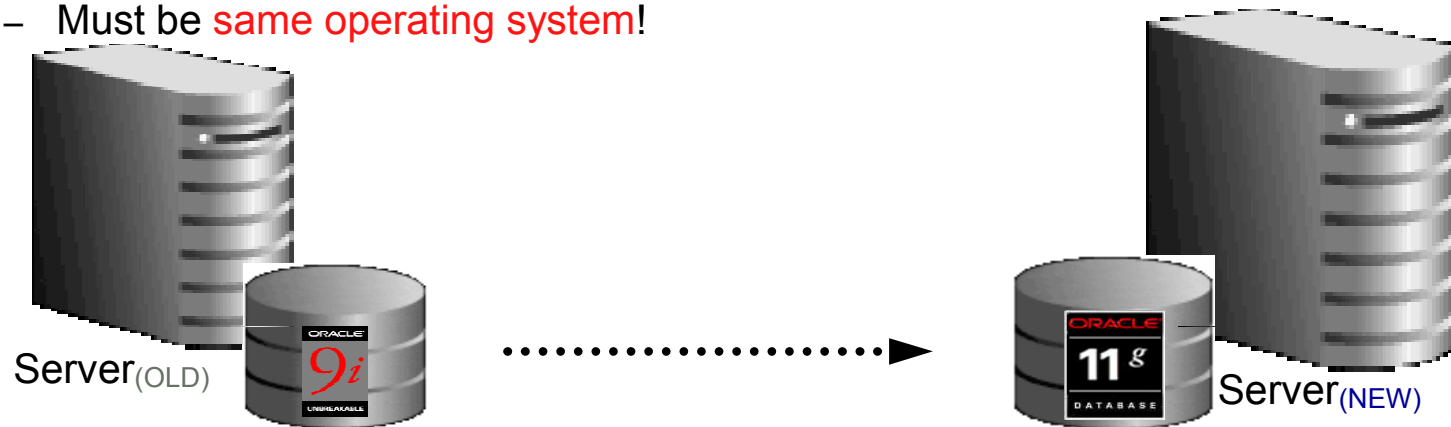 – Must be same operating system!
ORACLE
9i
UNBREAKABLE
Server(OLD)
ORACLE
11g
DATABASE
Server(NEW)